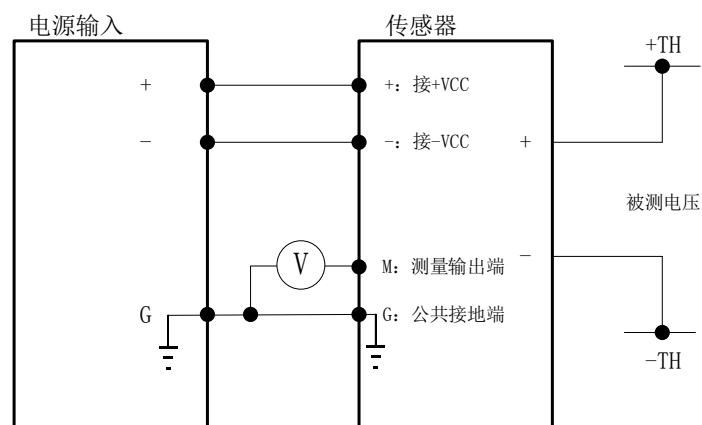 电源输入
传感器
+TH
+
+: 接+VCC
-
-: 接-VCC
+
被测电压
V
M: 测量输出端
-
G
G: 公共接地端
-TH